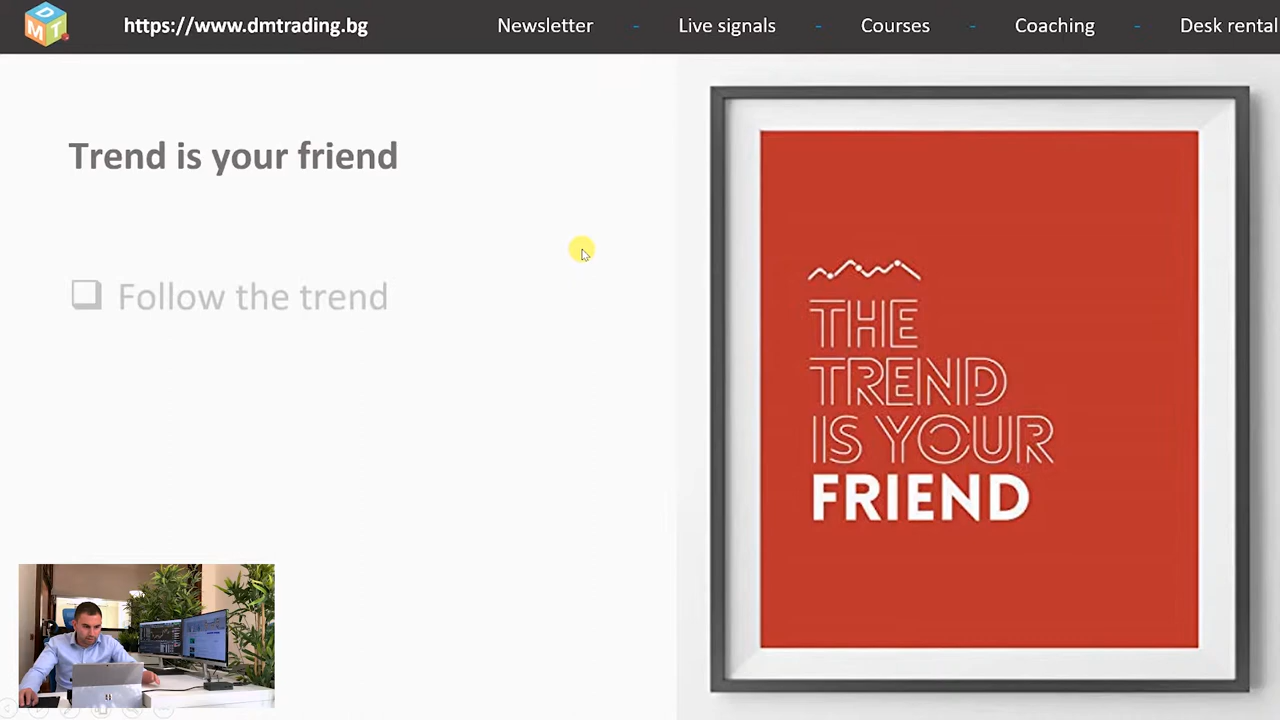 DMT
https://www.dmtrading.bg
Newsletter - Live signals - Courses - Coaching - Desk rental
Trend is your friend
Follow the trend
THE
TREND
IS YOUR
FRIEND